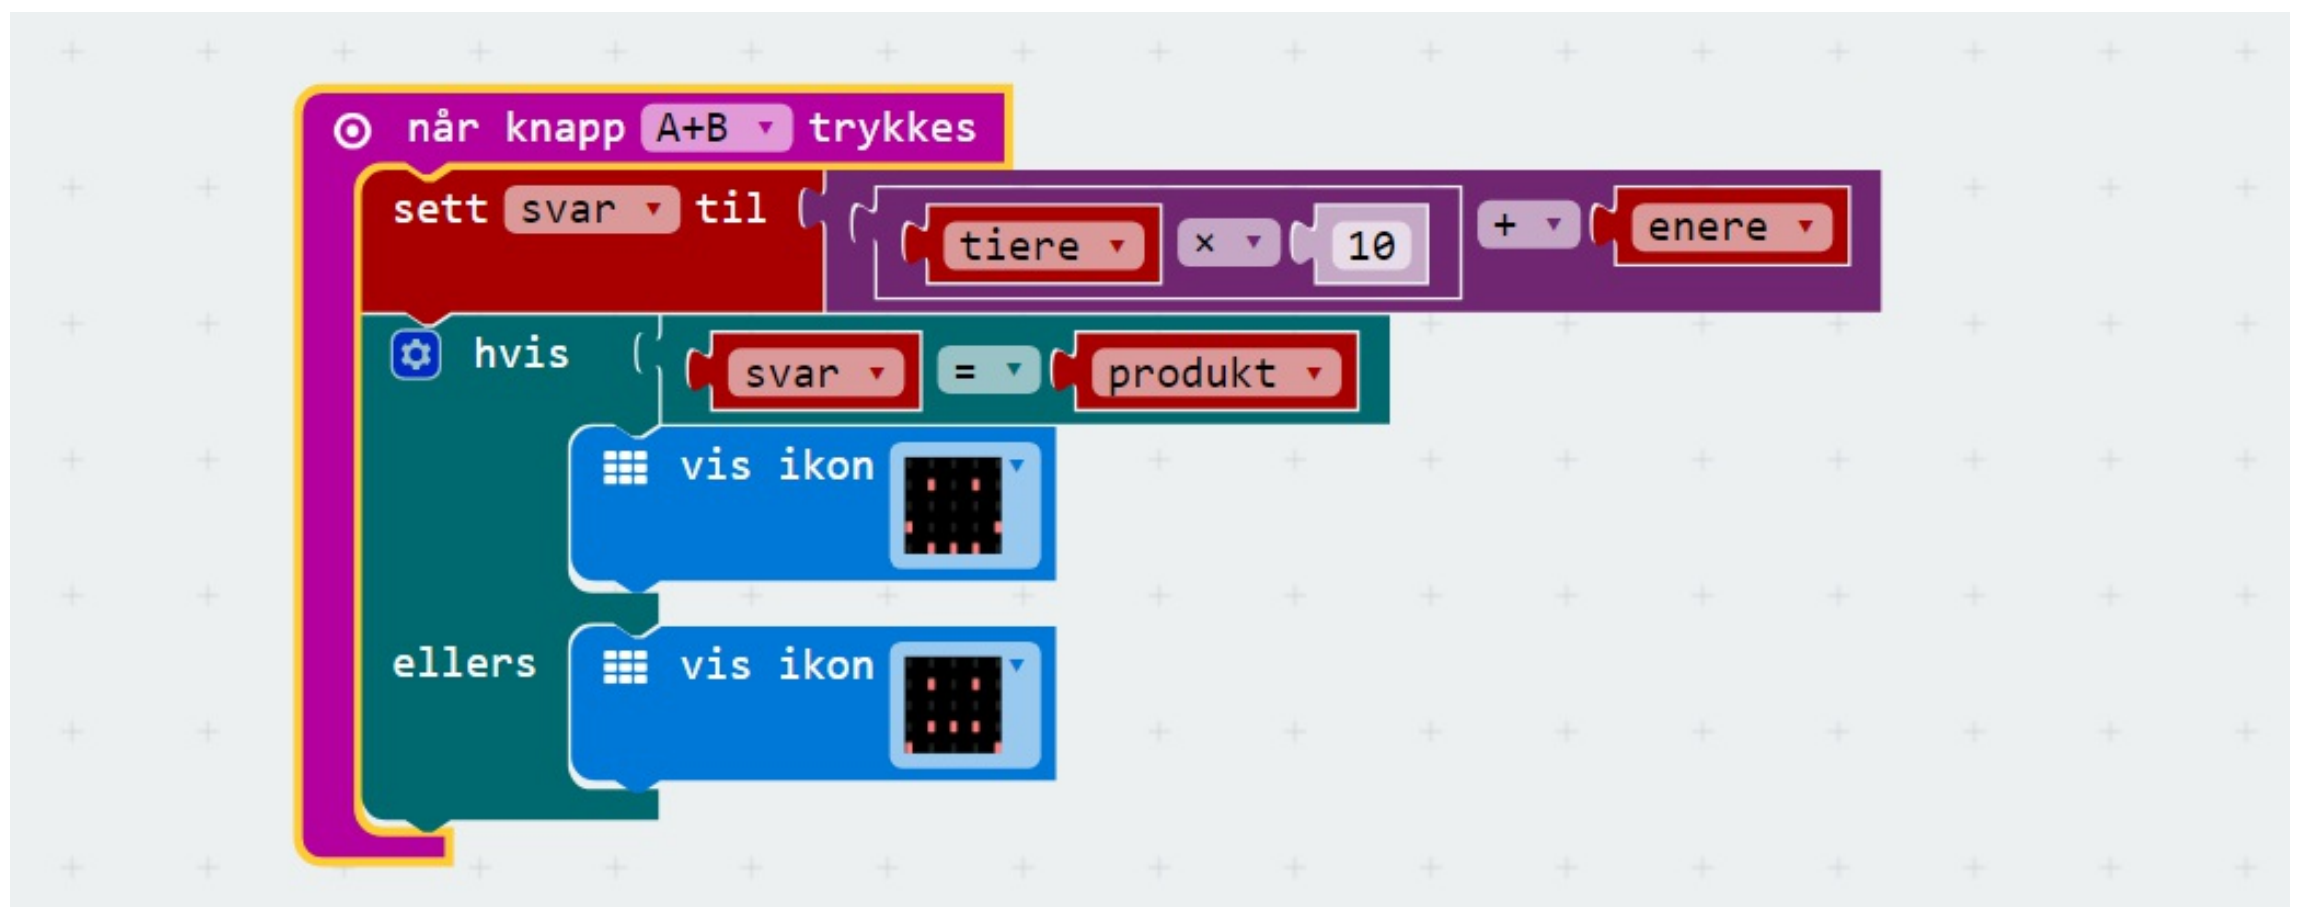 når knapp A+B trykkes
sett svar til tiere × 10 + enere
hvis svar = produkt
vis ikon
ellers vis ikon